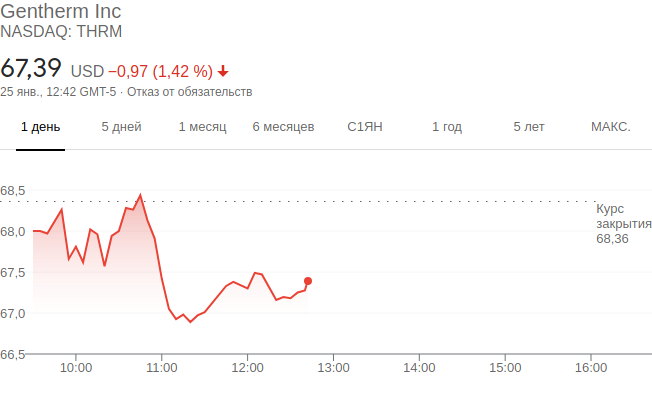 Gentherm Inc
NASDAQ: THRM
67,39 USD −0,97 (1,42 %)
25 янв., 12:42 GMT-5 · Отказ от обязательств
1 день 5 дней 1 месяц 6 месяцев С1ЯН 1 год 5 лет МАКС.
68,5
Курс
закрытия
68,36
68,0
67,5
67,0
66,5
10:00 11:00 12:00 13:00 14:00 15:00 16:00